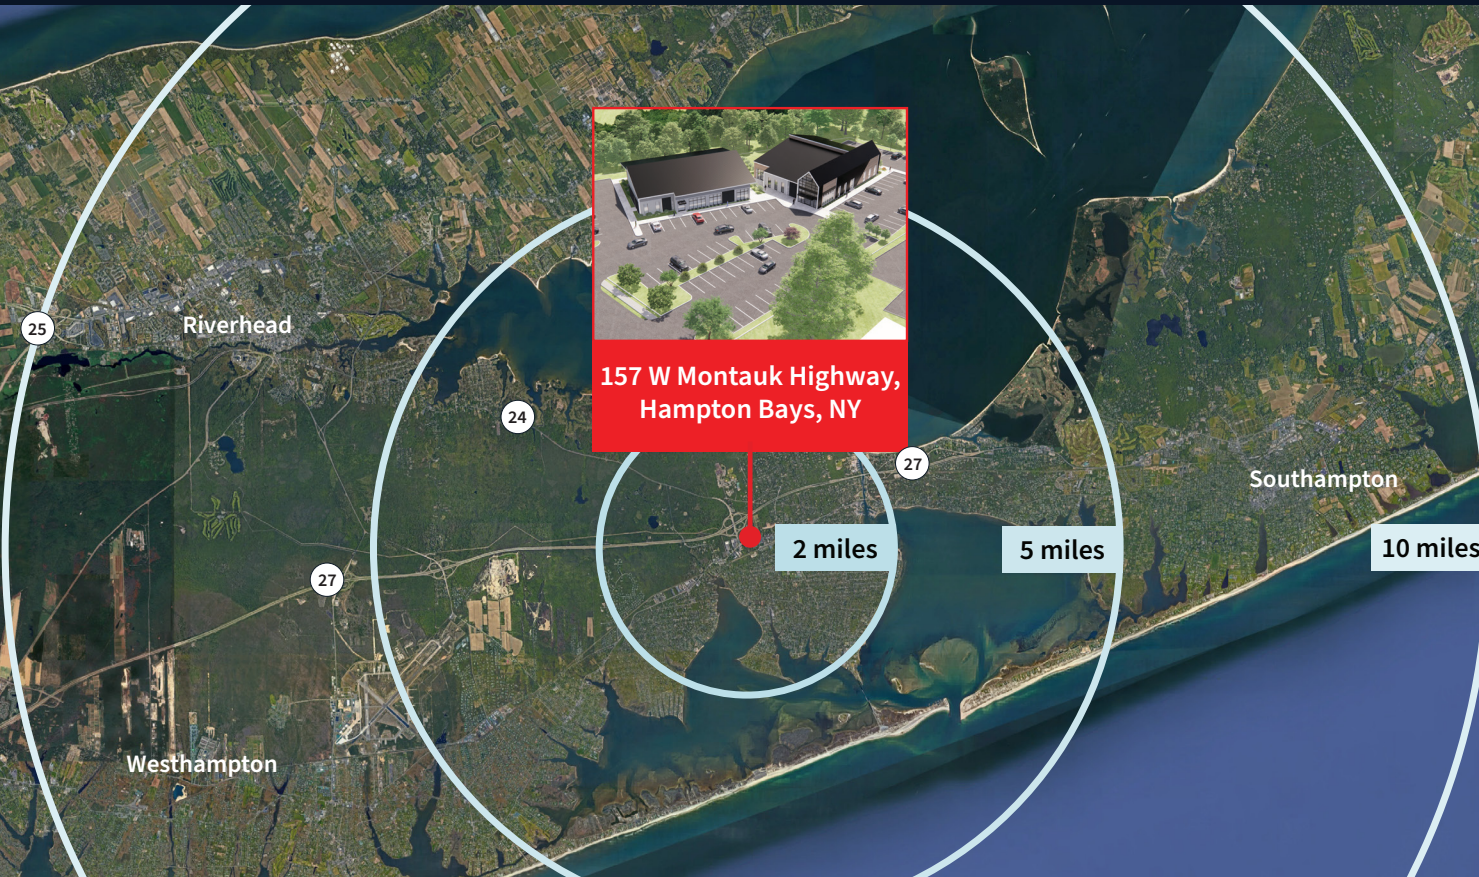 25
Riverhead
24
157 W Montauk Highway,
Hampton Bays, NY
27
Southampton
2 miles
5 miles
10 miles
27
Westhampton